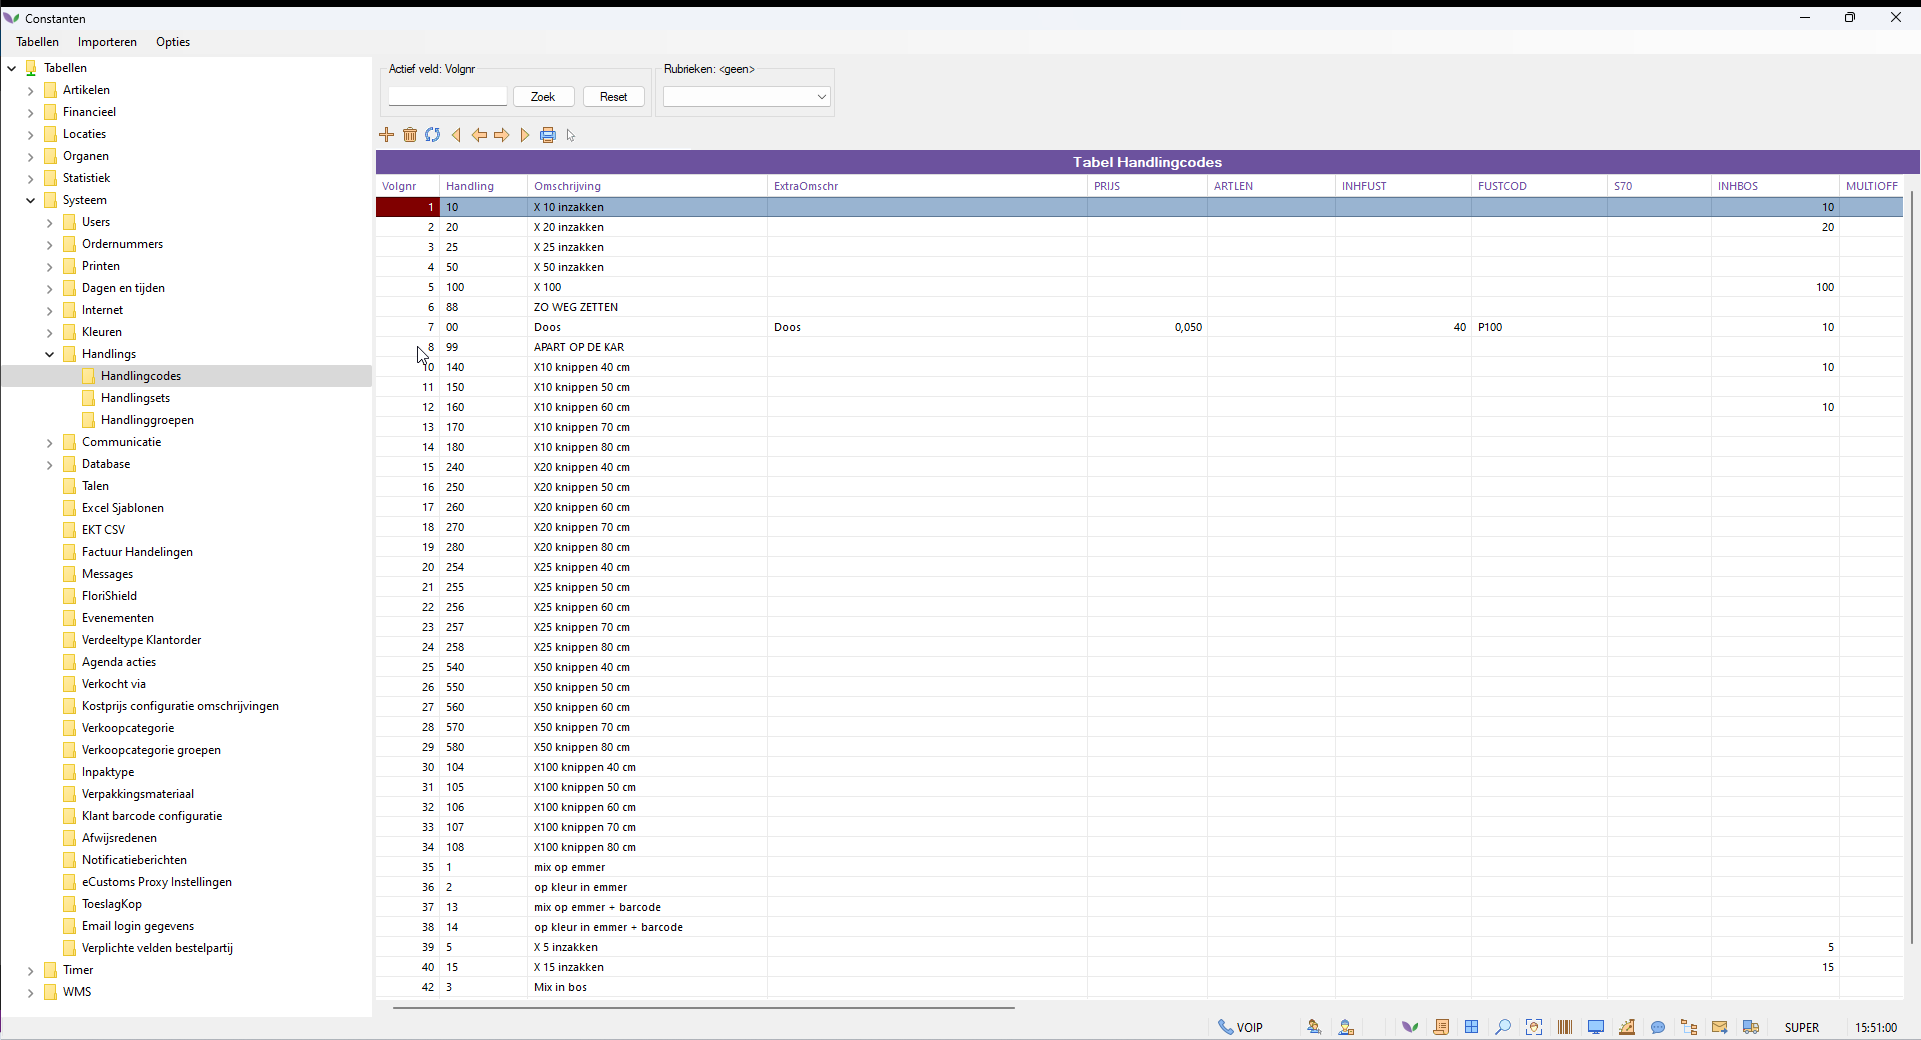 Constanten
Tabellen Importeren Opties
Tabellen
Artikelen
Financieel
Locaties
Organen
Statistiek
Systeem
Users
Ordernummers
Printen
Dagen en tijden
Internet
Kleuren
Handlings
Handlingcodes
Handlingsets
Handlinggroepen
Communicatie
Database
Talen
Excel Sjablonen
EKT CSV
Factuur Handelingen
Messages
FloriShield
Evenementen
Verdeeltype Klantorder
Agenda acties
Verkocht via
Kostprijs configuratie omschrijvingen
Verkoopcategorie
Verkoopcategorie groepen
Inpaktype
Verpakkingsmateriaal
Klant barcode configuratie
Afwijsredenen
Notificatieberichten
eCustoms Proxy Instellingen
ToeslagKop
Email login gegevens
Verplichte velden bestelpartij
Timer
WMS
Actief veld: Volgnr Rubrieken: <geen>
Zoek Reset
Tabel Handlingcodes
Volgnr Handling Omschrijving ExtraOmschr PRIJS ARTLEN INHFUST FUSTCOD S70 INHBOS MULTIOFF
1 10 X 10 inzakken 10
2 20 X 20 inzakken 20
3 25 X 25 inzakken
4 50 X 50 inzakken
5 100 X 100 100
6 88 ZO WEG ZETTEN
7 00 Doos Doos 0,050 40 P100 10
8 99 APART OP DE KAR
10 140 X10 knippen 40 cm 10
11 150 X10 knippen 50 cm
12 160 X10 knippen 60 cm 10
13 170 X10 knippen 70 cm
14 180 X10 knippen 80 cm
15 240 X20 knippen 40 cm
16 250 X20 knippen 50 cm
17 260 X20 knippen 60 cm
18 270 X20 knippen 70 cm
19 280 X20 knippen 80 cm
20 254 X25 knippen 40 cm
21 255 X25 knippen 50 cm
22 256 X25 knippen 60 cm
23 257 X25 knippen 70 cm
24 258 X25 knippen 80 cm
25 540 X50 knippen 40 cm
26 550 X50 knippen 50 cm
27 560 X50 knippen 60 cm
28 570 X50 knippen 70 cm
29 580 X50 knippen 80 cm
30 104 X100 knippen 40 cm
31 105 X100 knippen 50 cm
32 106 X100 knippen 60 cm
33 107 X100 knippen 70 cm
34 108 X100 knippen 80 cm
35 1 mix op emmer
36 2 op kleur in emmer
37 13 mix op emmer + barcode
38 14 op kleur in emmer + barcode
39 5 X 5 inzakken 5
40 15 X 15 inzakken 15
42 3 Mix in bos
VOIP SUPER 15:51:00